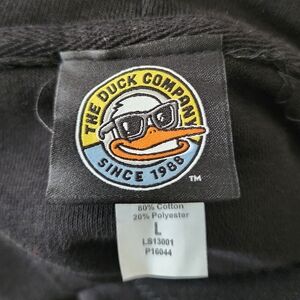 THE DUCK COMPANY
SINCE 1988
TM
80% Cotton
20% Polyester
L
LS13001
P16044